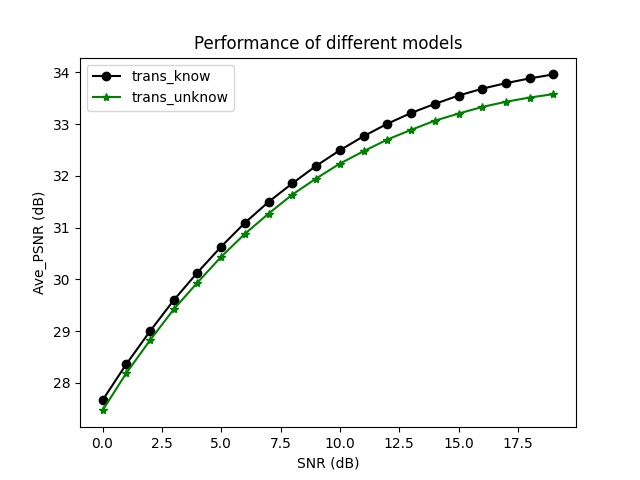 Performance of different models
trans_know
trans_unknow
Ave_PSNR (dB)
34
33
32
31
30
29
28
0.0 2.5 5.0 7.5 10.0 12.5 15.0 17.5
SNR (dB)